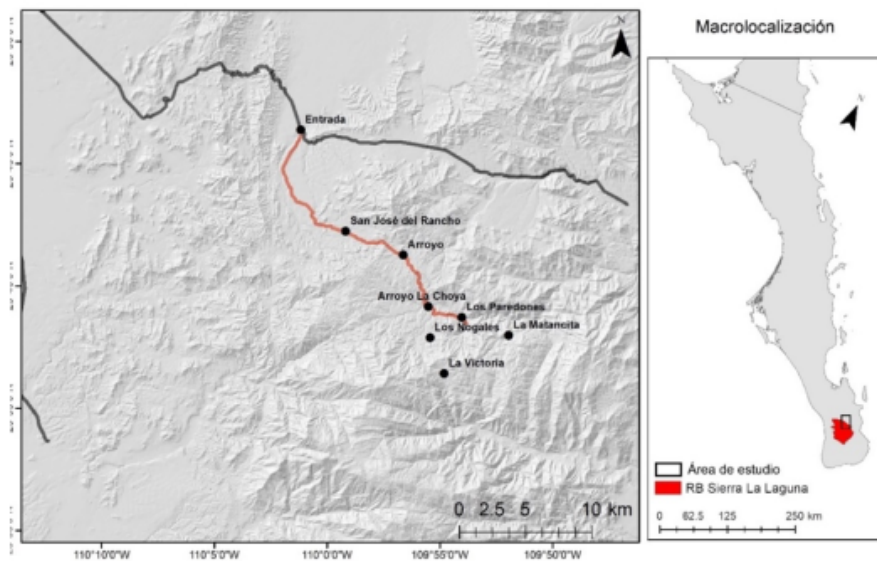 N
Entrada
San José del Rancho
Arroyo
Arroyo La Choya
Los Paredones
Los Nogales
La Matancita
La Victoria
0 2.5 5 10 km
110°10'0"W 110°5'0"W 110°0'0"W 109°55'0"W 109°50'0"W
Macrolocalización
N
Área de estudio
RB Sierra La Laguna
0 62.5 125 250 km